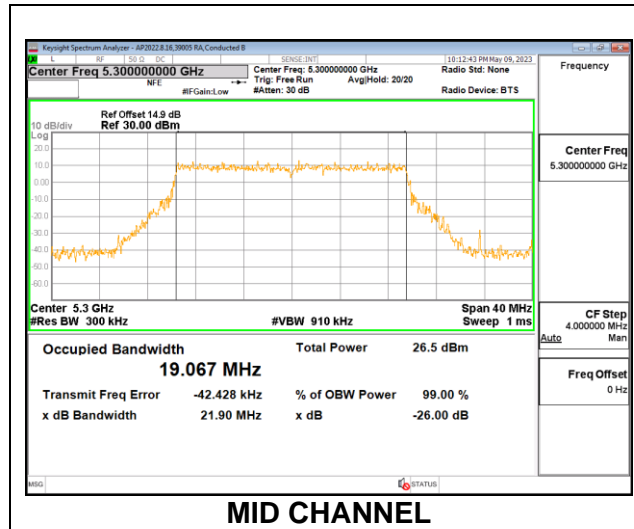 Keysight Spectrum Analyzer - AP2022.8.16,39005 RA,Conducted B
LXI L RF 50 Ω DC SENSE:INT 10:12:43 PM May 09, 2023
Center Freq 5.300000000 GHz Center Freq: 5.300000000 GHz Radio Std: None Frequency
NFE Trig: Free Run Avg|Hold: 20/20
#IFGain:Low #Atten: 30 dB Radio Device: BTS
Ref Offset 14.9 dB
10 dB/div Ref 30.00 dBm
Log
20.0
10.0
0.00
-10.0
-20.0
-30.0
-40.0
-50.0
-60.0
Center Freq
5.300000000 GHz
Center 5.3 GHz Span 40 MHz
#Res BW 300 kHz #VBW 910 kHz Sweep 1 ms
CF Step
4.000000 MHz
Auto Man
Occupied Bandwidth Total Power 26.5 dBm
19.067 MHz
Transmit Freq Error -42.428 kHz % of OBW Power 99.00 %
x dB Bandwidth 21.90 MHz x dB -26.00 dB
Freq Offset
0 Hz
MSG STATUS
MID CHANNEL